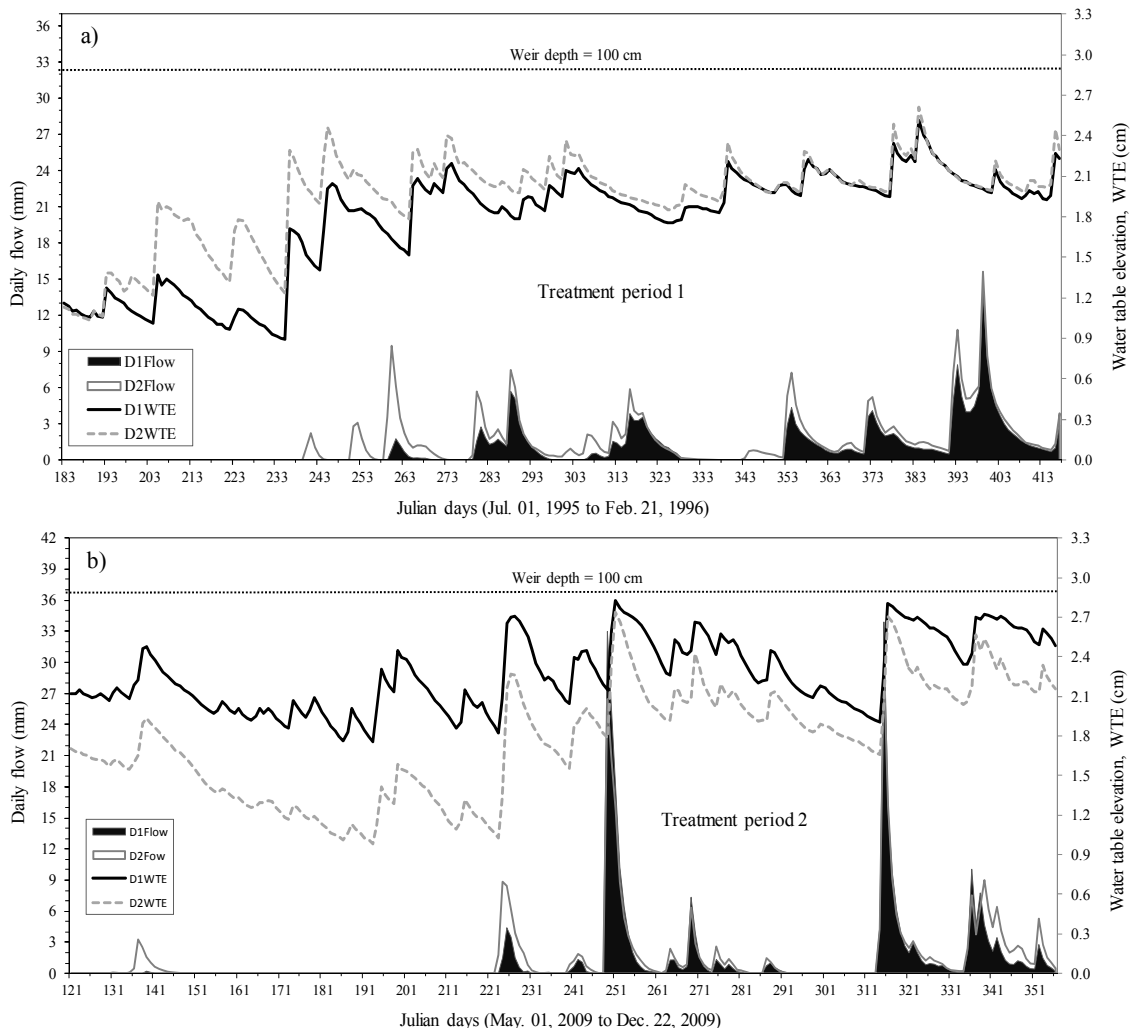 a)
Weir depth = 100 cm
36
33
30
27
24
21
18
15
12
9
6
3
0
Daily flow (mm)
3.3
3.0
2.7
2.4
2.1
1.8
1.5
1.2
0.9
0.6
0.3
0.0
Water table elevation, WTE (cm)
Treatment period 1
D1Flow
D2Flow
D1WTE
D2WTE
183 193 203 213 223 233 243 253 263 273 283 293 303 313 323 333 343 353 363 373 383 393 403 413
Julian days (Jul. 01, 1995 to Feb. 21, 1996)
b)
Weir depth = 100 cm
42
39
36
33
30
27
24
21
18
15
12
9
6
3
0
Daily flow (mm)
3.3
3.0
2.7
2.4
2.1
1.8
1.5
1.2
0.9
0.6
0.3
0.0
Water table elevation, WTE (cm)
Treatment period 2
D1Flow
D2Fow
D1WTE
D2WTE
121 131 141 151 161 171 181 191 201 211 221 231 241 251 261 271 281 291 301 311 321 331 341 351
Julian days (May. 01, 2009 to Dec. 22, 2009)